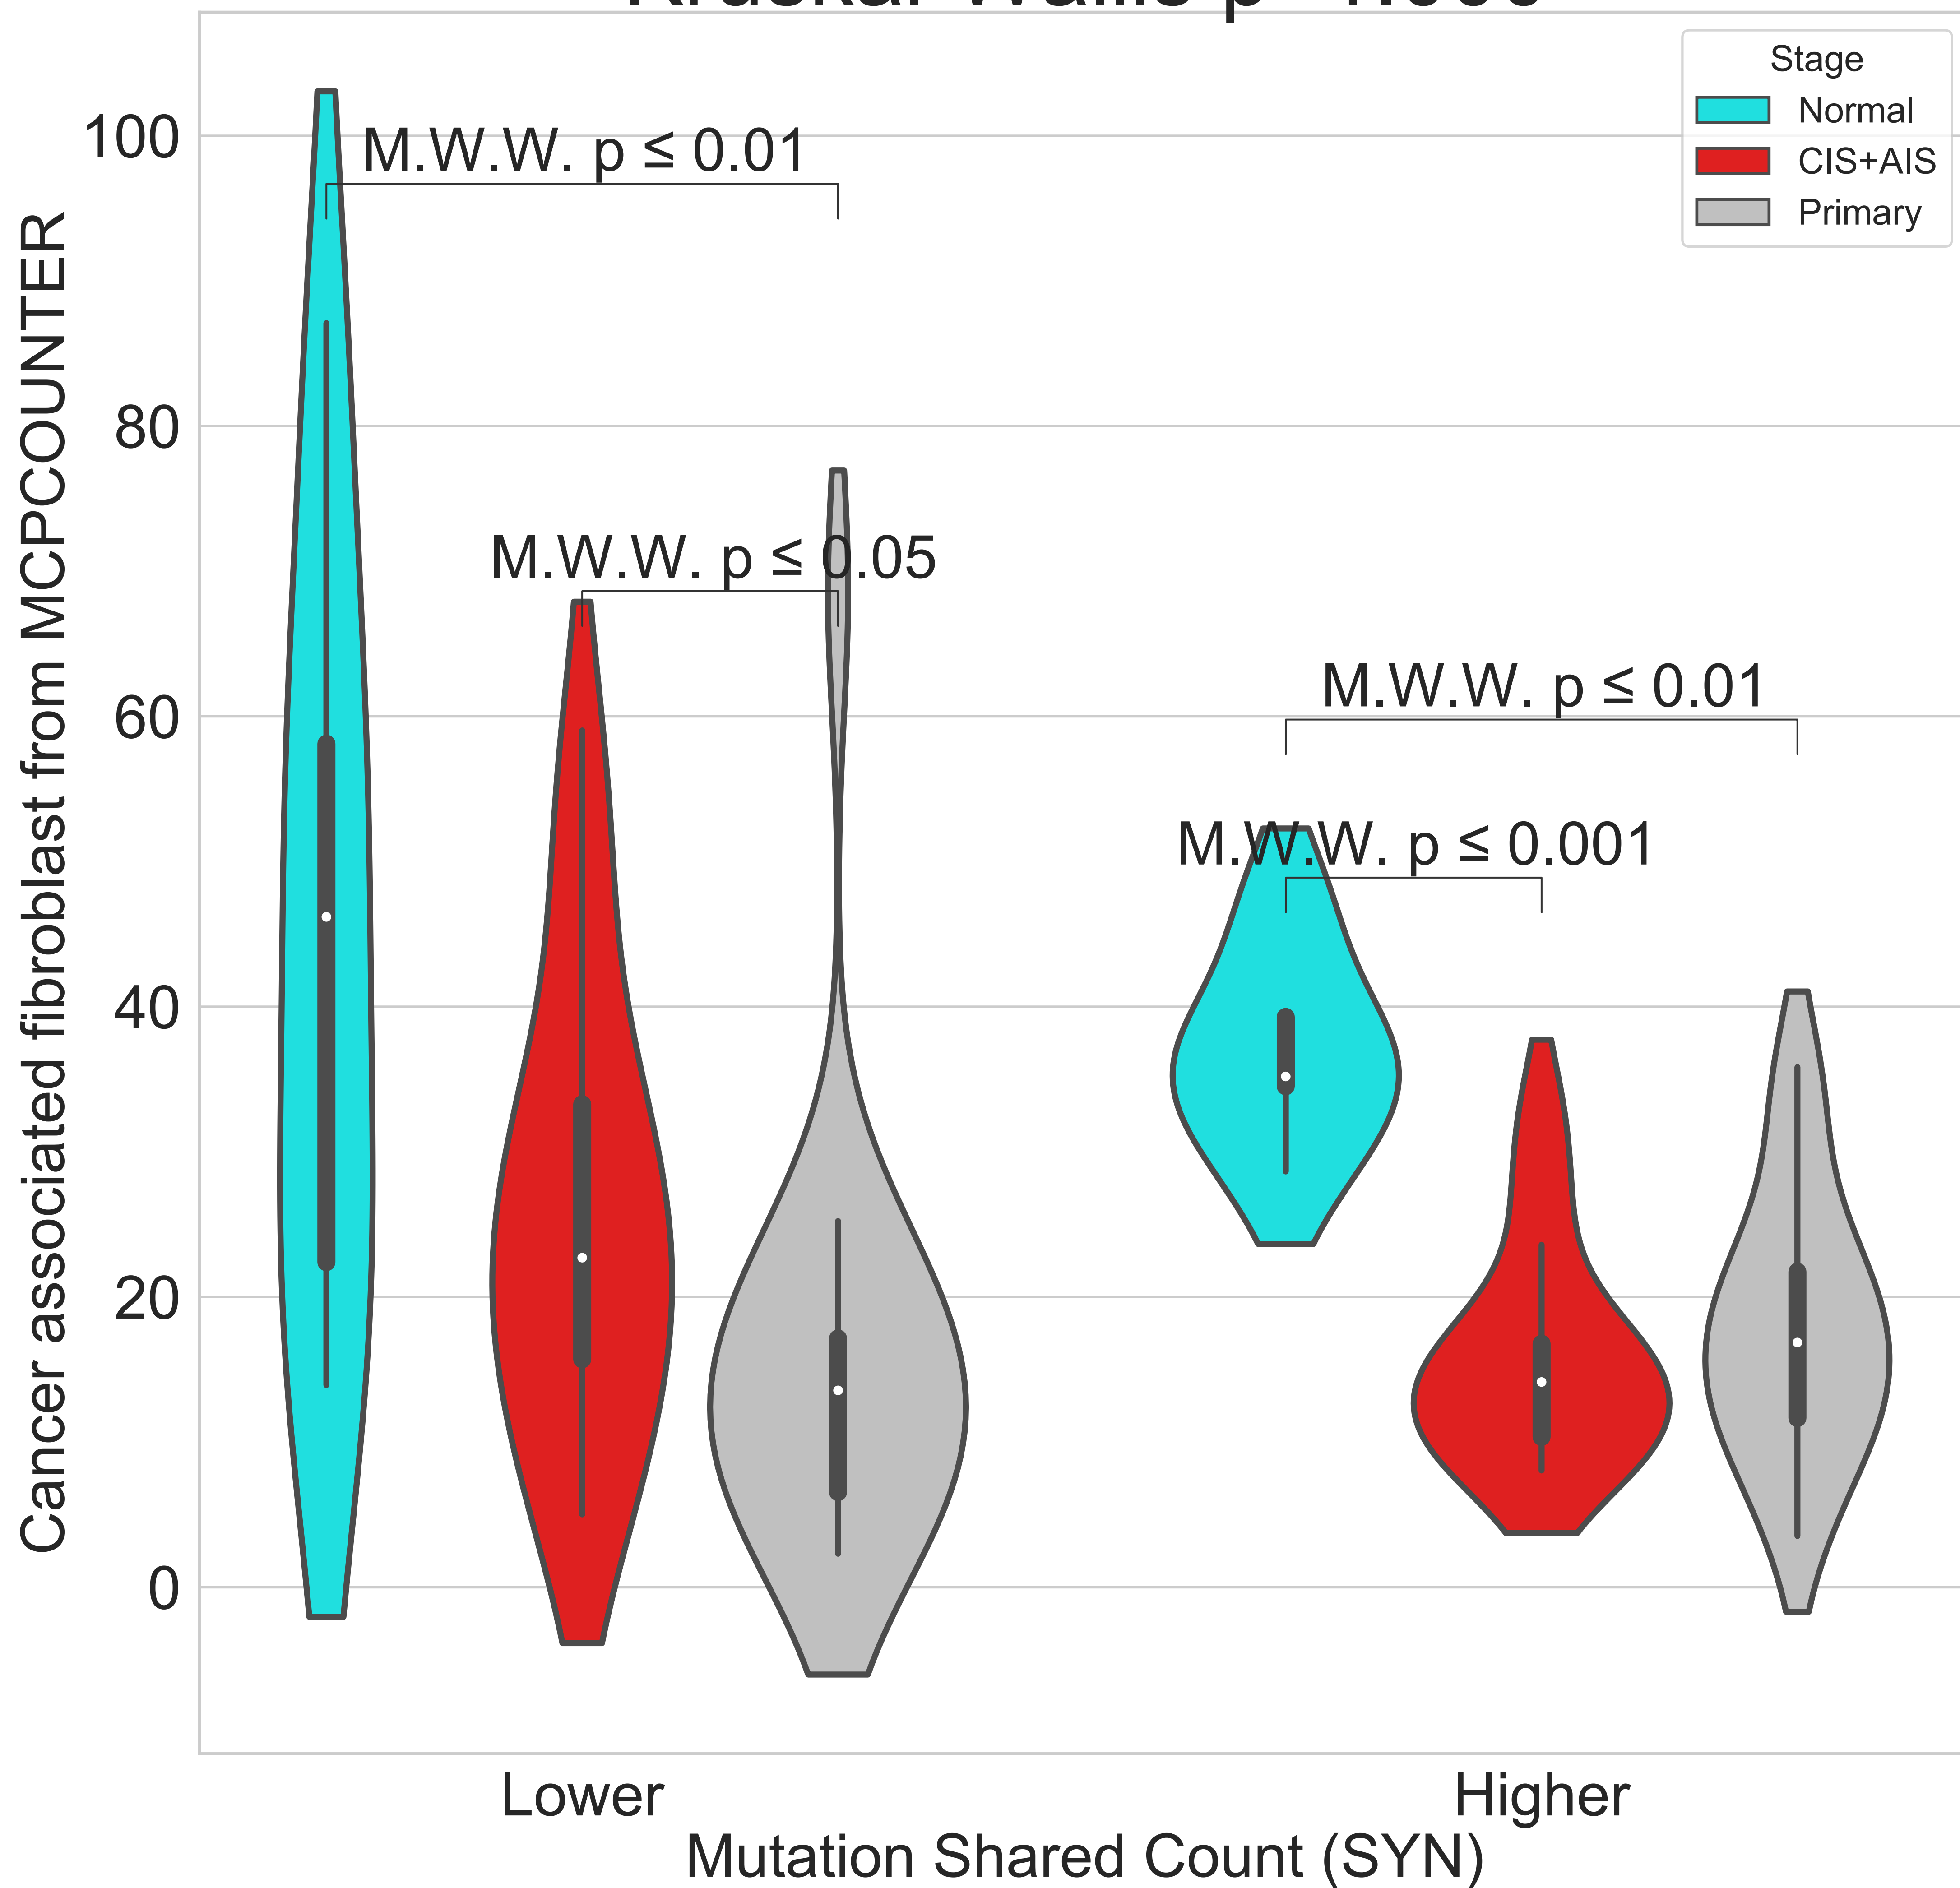 Stage
Normal
CIS+AIS
Primary
Cancer associated fibroblast from MCPCOUNTER
100
80
60
40
20
0
M.W.W. p ≤ 0.01
M.W.W. p ≤ 0.05
M.W.W. p ≤ 0.01
M.W.W. p ≤ 0.001
Lower
Higher
Mutation Shared Count (SYN)